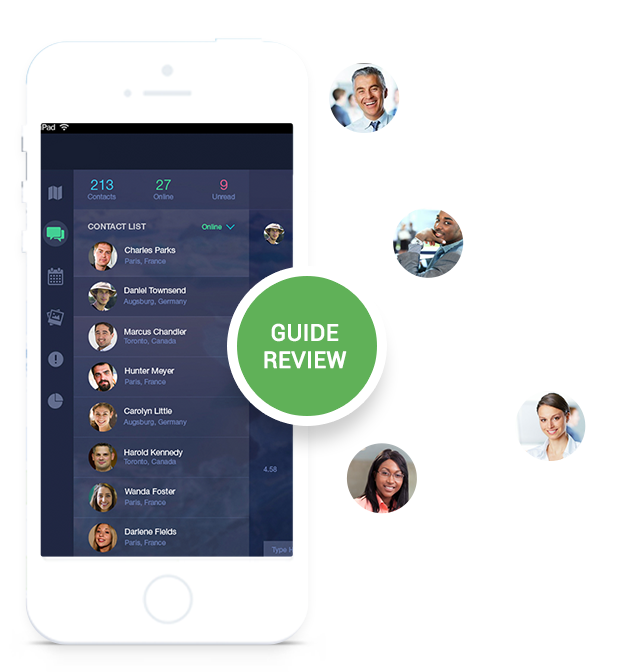 iPad
213
27
9
Contacts
Online
Unread
CONTACT LIST
Online
Charles Parks
Paris, France
Daniel Townsend
Augsburg, Germany
Marcus Chandler
Toronto, Canada
Hunter Meyer
Paris, France
Carolyn Little
Augsburg, Germany
Harold Kennedy
Toronto, Canada
4.58
Wanda Foster
Paris, France
Darlene Fields
Paris, France
Type H
GUIDE
REVIEW